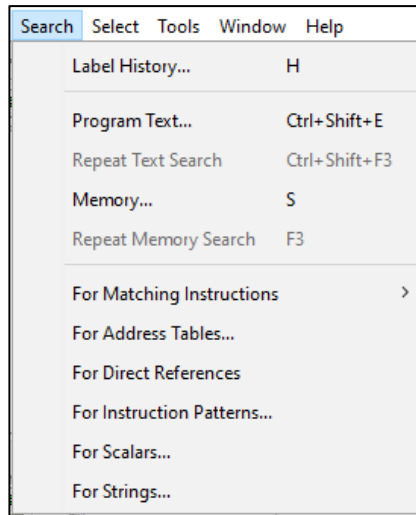 Search Select Tools Window Help
Label History... H
Program Text... Ctrl+Shift+E
Repeat Text Search Ctrl+Shift+F3
Memory... S
Repeat Memory Search F3
For Matching Instructions >
For Address Tables...
For Direct References
For Instruction Patterns...
For Scalars...
For Strings...